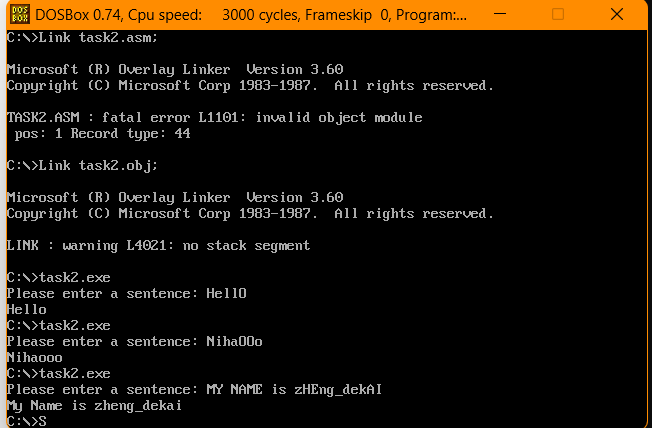 DOS
BOX
DOSBox 0.74, Cpu speed: 3000 cycles, Frameskip 0, Program:...
C:\>Link task2.asm;
Microsoft (R) Overlay Linker Version 3.60
Copyright (C) Microsoft Corp 1983-1987. All rights reserved.
TASK2.ASM : fatal error L1101: invalid object module
pos: 1 Record type: 44
C:\>Link task2.obj;
Microsoft (R) Overlay Linker Version 3.60
Copyright (C) Microsoft Corp 1983-1987. All rights reserved.
LINK : warning L4021: no stack segment
C:\>task2.exe
Please enter a sentence: HellO
Hello
C:\>task2.exe
Please enter a sentence: NihaOOo
Nihaooo
C:\>task2.exe
Please enter a sentence: MY NAME is zHEng_dekAI
My Name is zheng_dekai
C:\>S